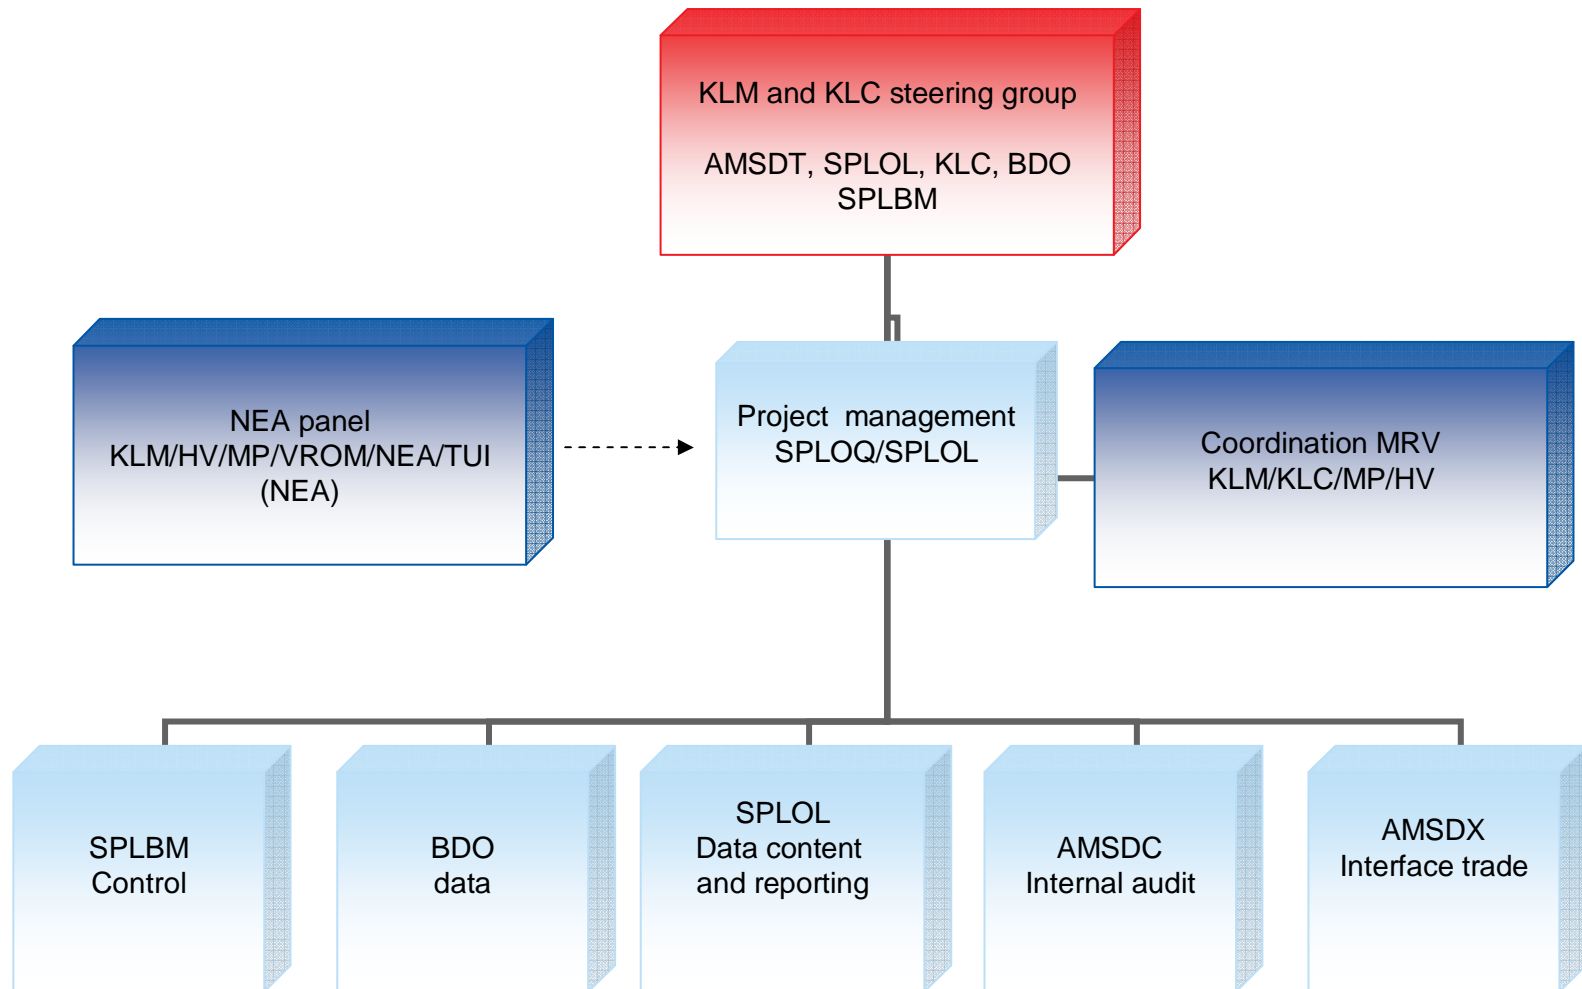 KLM and KLC steering group
AMSDT, SPLOL, KLC, BDO
SPLBM
NEA panel
KLM/HV/MP/VROM/NEA/TUI
(NEA)
Project management
SPLOQ/SPLOL
Coordination MRV
KLM/KLC/MP/HV
SPLBM
Control
BDO
data
SPLOL
Data content
and reporting
AMSDC
Internal audit
AMSDX
Interface trade